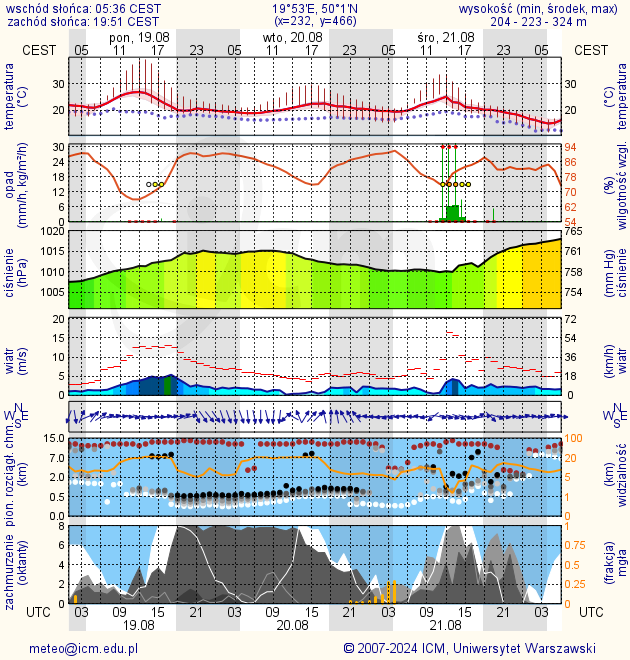 wschód słońca: 05:36 CEST
19°53'E, 50°1'N
wysokość (min, środek, max)
zachód słońca: 19:51 CEST
(x=232, y=466)
204 - 223 - 324 m
pon, 19.08
wto, 20.08
śro, 21.08
CEST
05 11 17 23 05 11 17 23 05 11 17 23 05
CEST
temperatura
(°C)
30
20
30
20
(°C)
temperatura
opad
(mm/h, kg/m²/h)
30
24
18
12
6
0
94
86
78
70
62
54
(%)
wilgotność wzgl.
ciśnienie
(hPa)
1020
1015
1010
1005
765
761
758
754
(mm Hg)
ciśnienie
wiatr
(m/s)
20
15
10
5
0
72
54
36
18
0
(km/h)
wiatr
N
W E
S
N
W E
S
pion. rozciągł. chm.
(km)
15.0
7.0
2.0
0.5
0.0
100
20
5
1
0
(km)
widzialność
zachmurzenie
(oktanty)
8
6
4
2
0
1
0.75
0.5
0.25
0
(frakcja)
mgła
UTC
03 09 15 21 03 09 15 21 03 09 15 21 03
UTC
19.08
20.08
21.08
meteo@icm.edu.pl
© 2007-2024 ICM, Uniwersytet Warszawski